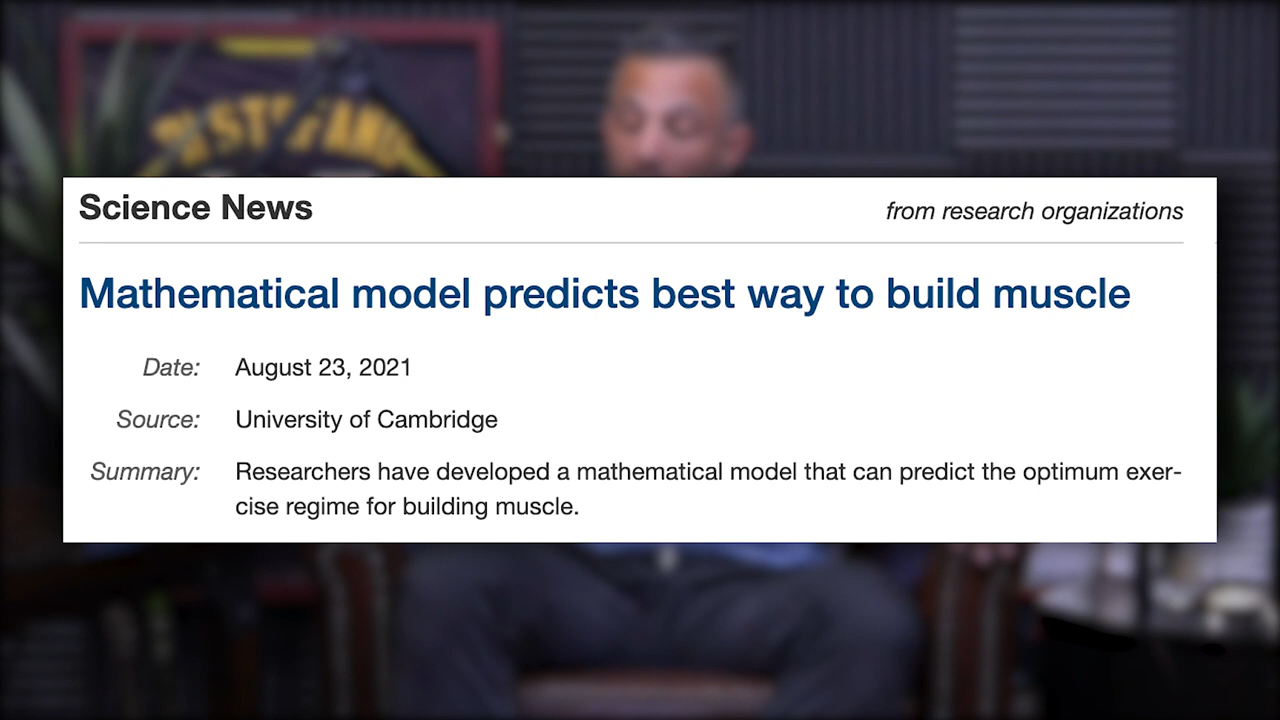 Science News
from research organizations
Mathematical model predicts best way to build muscle
Date: August 23, 2021
Source: University of Cambridge
Summary: Researchers have developed a mathematical model that can predict the optimum exer-
cise regime for building muscle.